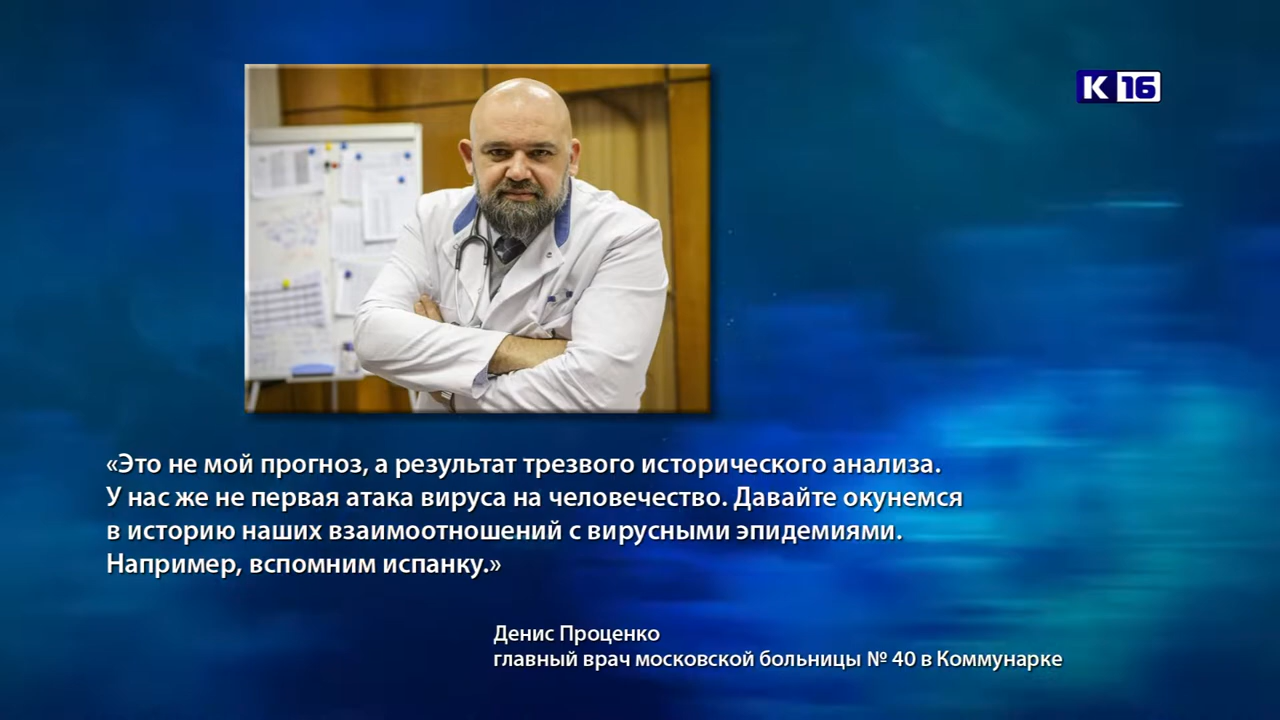 К 16
«Это не мой прогноз, а результат трезвого исторического анализа.
У нас же не первая атака вируса на человечество. Давайте окунемся
в историю наших взаимоотношений с вирусными эпидемиями.
Например, вспомним испанку.»
Денис Проценко
главный врач московской больницы № 40 в Коммунарке